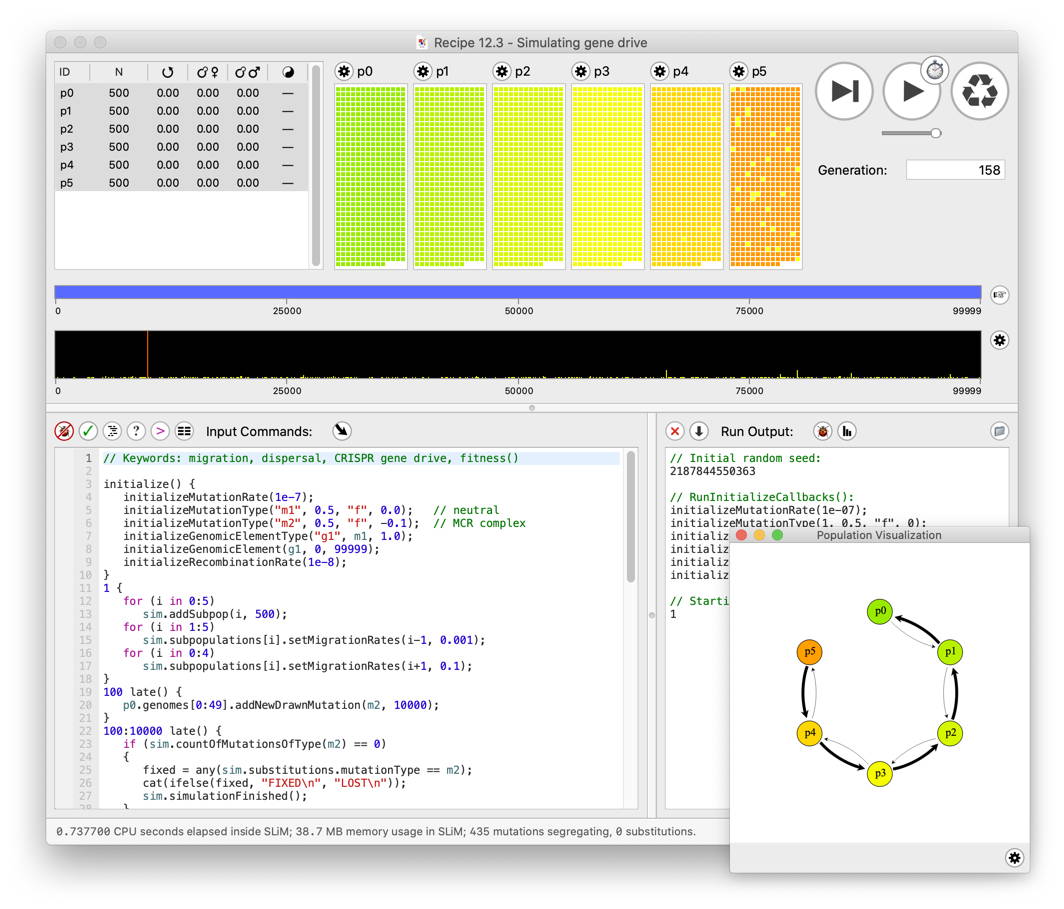 Recipe 12.3 - Simulating gene drive
ID N
p0 500 0.00 0.00 0.00 —
p1 500 0.00 0.00 0.00 —
p2 500 0.00 0.00 0.00 —
p3 500 0.00 0.00 0.00 —
p4 500 0.00 0.00 0.00 —
p5 500 0.00 0.00 0.00 —
p0 p1 p2 p3 p4 p5
Generation: 158
0 25000 50000 75000 99999
0 25000 50000 75000 99999
? > Input Commands:
1 // Keywords: migration, dispersal, CRISPR gene drive, fitness()
2
3 initialize() {
4 initializeMutationRate(1e-7);
5 initializeMutationType("m1", 0.5, "f", 0.0); // neutral
6 initializeMutationType("m2", 0.5, "f", -0.1); // MCR complex
7 initializeGenomicElementType("g1", m1, 1.0);
8 initializeGenomicElement(g1, 0, 99999);
9 initializeRecombinationRate(1e-8);
10 }
11 1 {
12 for (i in 0:5)
13 sim.addSubpop(i, 500);
14 for (i in 1:5)
15 sim.subpopulations[i].setMigrationRates(i-1, 0.001);
16 for (i in 0:4)
17 sim.subpopulations[i].setMigrationRates(i+1, 0.1);
18 }
19 100 late() {
20 p0.genomes[0:49].addNewDrawnMutation(m2, 10000);
21 }
22 100:10000 late() {
23 if (sim.countOfMutationsOfType(m2) == 0)
24 {
25 fixed = any(sim.substitutions.mutationType == m2);
26 cat(ifelse(fixed, "FIXED\n", "LOST\n"));
27 sim.simulationFinished();
28 }
Run Output:
// Initial random seed:
2187844550363
// RunInitializeCallbacks():
initializeMutationRate(1e-07);
initializeMutationType(1, 0.5, "f", 0);
initializ
initializ
initializ
initializ
// Starti
1
Population Visualization
p0
p5 p1
p4 p2
p3
0.737700 CPU seconds elapsed inside SLiM; 38.7 MB memory usage in SLiM; 435 mutations segregating, 0 substitutions.